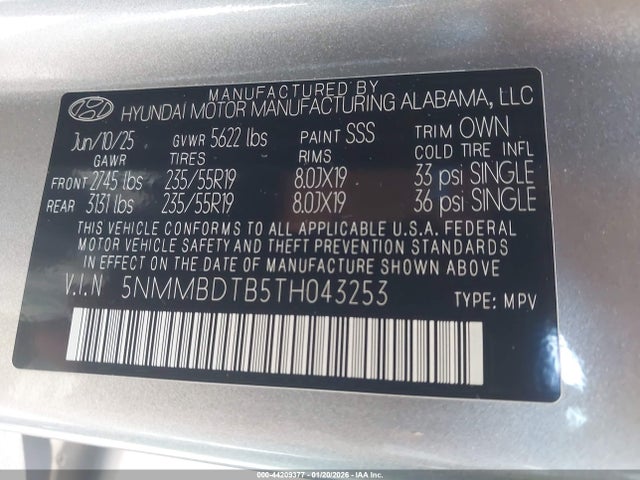 MANUFACTURED BY
HYUNDAI MOTOR MANUFACTURING ALABAMA, LLC
Jun/10/25 GVWR 5622 lbs PAINT SSS TRIM OWN
GAWR TIRES RIMS COLD TIRE INFL
FRONT 2745 lbs 235/55R19 8.0JX19 33 psi SINGLE
REAR 3131 lbs 235/55R19 8.0JX19 36 psi SINGLE
THIS VEHICLE CONFORMS TO ALL APPLICABLE U.S.A. FEDERAL
MOTOR VEHICLE SAFETY AND THEFT PREVENTION STANDARDS
IN EFFECT ON THE DATE OF MANUFACTURE SHOWN ABOVE
V.I.N 5NMMBDTB5TH043253 TYPE: MPV
000-44209377 - 01/20/2026 - IAA Inc.